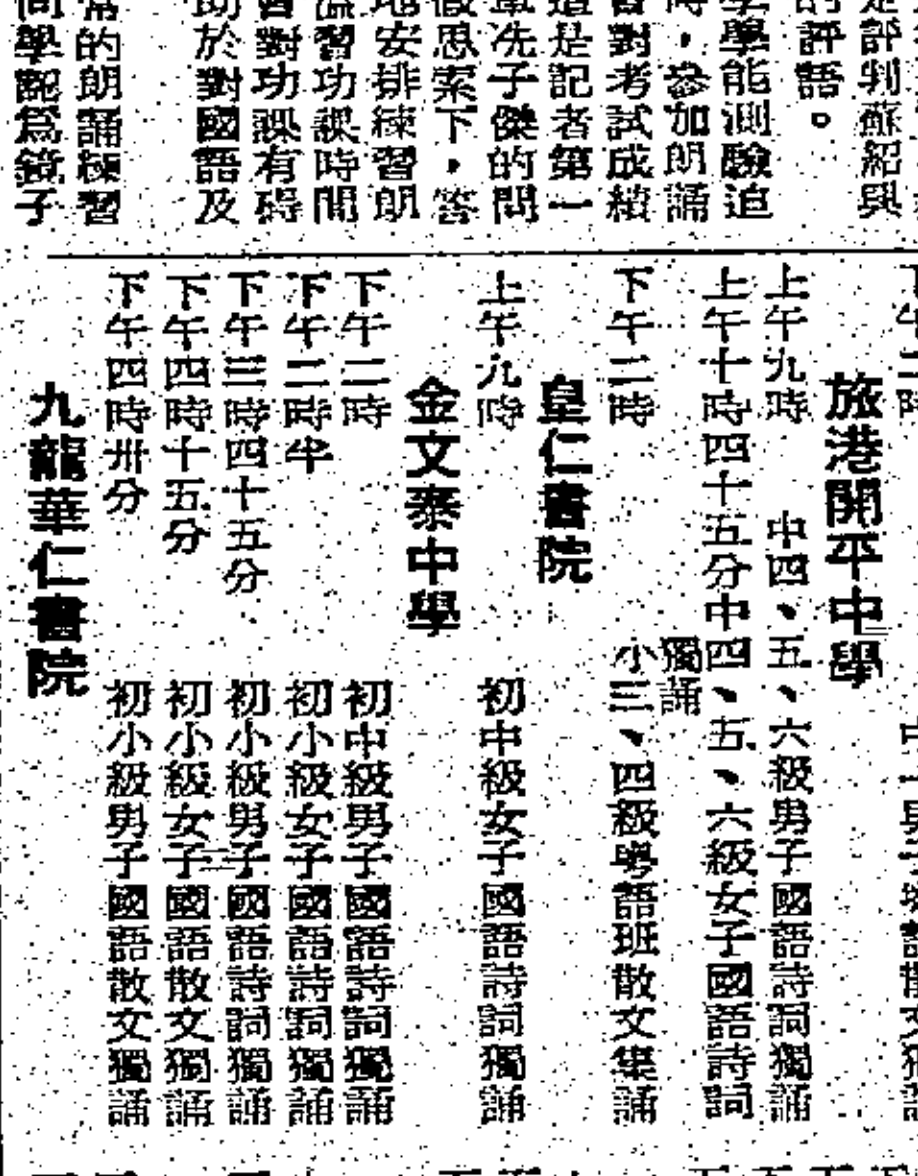 是評判蘇紹興
的評語。
學能測驗迫
時，參加朗誦
對考試成績
這是記者第一
冼子傑的問
思索下，答
地安排練習朗
習功課時間
對功課有碍
助於對國語及
常的朗誦練習
同學認爲鏡子
旅港開平中學
上午九時　中四、五、六級男子國語詩詞獨誦
上午十時四十五分中四、五、六級女子國語詩詞
獨誦
下午二時　小三、四級粵語班散文集誦
皇仁書院
上午九時　初中級女子國語詩詞獨誦
金文泰中學
下午二時　初中級男子國語詩詞獨誦
下午二時半　初小級女子國語詩詞獨誦
下午三時四十五分　初小級男子國語詩詞獨誦
下午四時十五分　初小級女子國語散文獨誦
下午四時卅分　初小級男子國語散文獨誦
九龍華仁書院